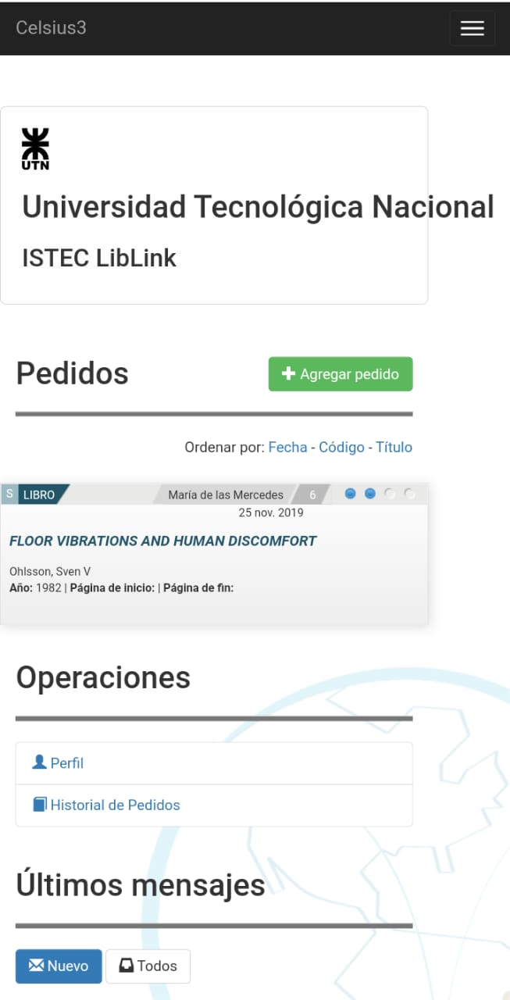 Celsius3
UTN
Universidad Tecnológica Nacional
ISTEC LibLink
Pedidos
Agregar pedido
Ordenar por: Fecha - Código - Título
S LIBRO María de las Mercedes 6
25 nov. 2019
FLOOR VIBRATIONS AND HUMAN DISCOMFORT
Ohlsson, Sven V
Año: 1982 | Página de inicio: | Página de fin:
Operaciones
Perfil
Historial de Pedidos
Últimos mensajes
Nuevo Todos